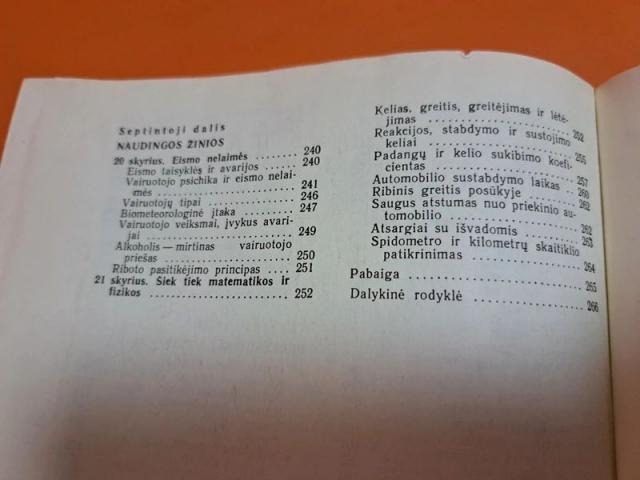 Septintoji dalis
NAUDINGOS ŽINIOS
20 skyrius. Eismo nelaimės ........ 240
Eismo taisyklės ir avarijos ...... 240
Vairuotojo psichika ir eismo nelai-
mės ........................ 241
Vairuotojų tipai ................ 246
Biometeorologinė įtaka .......... 247
Vairuotojo veiksmai, įvykus avari-
jai ........................ 249
Alkoholis — mirtinas vairuotojo
priešas .................... 250
Riboto pasitikėjimo principas .... 251
21 skyrius. Šiek tiek matematikos ir
fizikos ...................... 252
Kelias, greitis, greitėjimas ir lėtė-
jimas ...................... 252
Reakcijos, stabdymo ir sustojimo
keliai ...................... 255
Padangų ir kelio sukibimo koefi-
cientas .................... 257
Automobilio sustabdymo laikas .. 260
Ribinis greitis posūkyje ........ 262
Saugus atstumas nuo priekinio au-
tomobilio .................. 262
Atsargiai su išvadomis .......... 263
Spidometro ir kilometrų skaitiklio
patikrinimas ................ 264
Pabaiga ........................ 265
Dalykinė rodyklė ................ 266